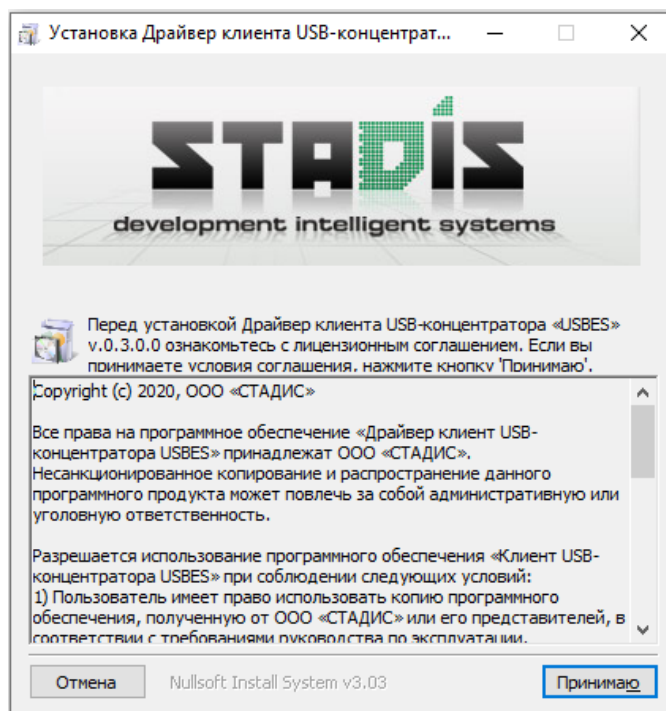 Установка Драйвер клиента USB-концентрат...
STADIS
development intelligent systems
Перед установкой Драйвер клиента USB-концентратора «USBES»
v.0.3.0.0 ознакомьтесь с лицензионным соглашением. Если вы
принимаете условия соглашения, нажмите кнопку 'Принимаю'.
Copyright (c) 2020, ООО «СТАДИС»
Все права на программное обеспечение «Драйвер клиент USB-
концентратора USBES» принадлежат ООО «СТАДИС».
Несанкционированное копирование и распространение данного
программного продукта может повлечь за собой административную или
уголовную ответственность.
Разрешается использование программного обеспечения «Клиент USB-
концентратора USBES» при соблюдении следующих условий:
1) Пользователь имеет право использовать копию программного
обеспечения, полученную от ООО «СТАДИС» или его представителей, в
соответствии с требованиями руководства по эксплуатации.
Отмена
Nullsoft Install System v3.03
Принимаю